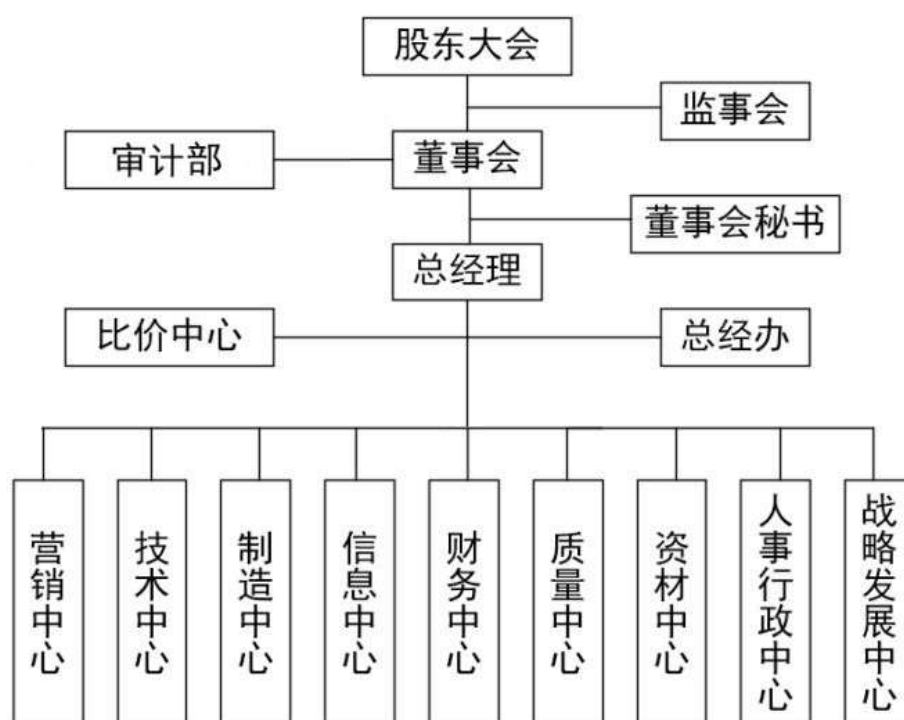 股东大会
监事会
审计部
董事会
董事会秘书
总经理
比价中心
总经办
营销中心
技术中心
制造中心
信息中心
财务中心
质量中心
资材中心
人事行政中心
战略发展中心